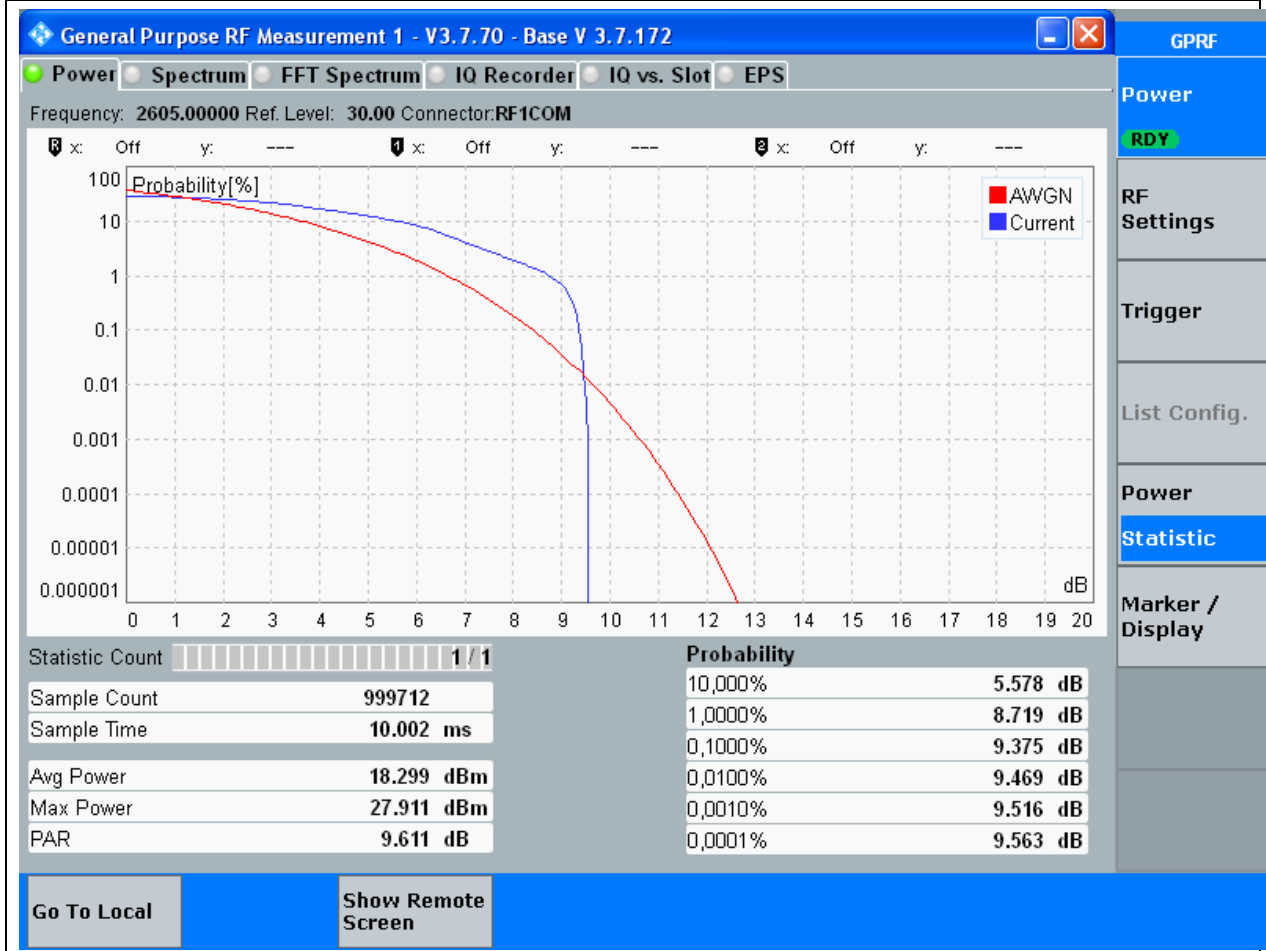 General Purpose RF Measurement 1 - V3.7.70 - Base V 3.7.172
GPRF
Power Spectrum FFT Spectrum IQ Recorder IQ vs. Slot EPS
Power
RDY
Frequency: 2605.00000 Ref. Level: 30.00 Connector:RF1COM
R x: Off y: --- 1 x: Off y: --- 2 x: Off y: ---
Probability[%]
AWGN
Current
100
10
1
0.1
0.01
0.001
0.0001
0.00001
0.000001
dB
0 1 2 3 4 5 6 7 8 9 10 11 12 13 14 15 16 17 18 19 20
RF
Settings
Trigger
List Config.
Power
Statistic
Marker /
Display
Statistic Count 1 / 1
Sample Count 999712
Sample Time 10.002 ms
Avg Power 18.299 dBm
Max Power 27.911 dBm
PAR 9.611 dB
Probability
10,000% 5.578 dB
1,0000% 8.719 dB
0,1000% 9.375 dB
0,0100% 9.469 dB
0,0010% 9.516 dB
0,0001% 9.563 dB
Go To Local
Show Remote
Screen